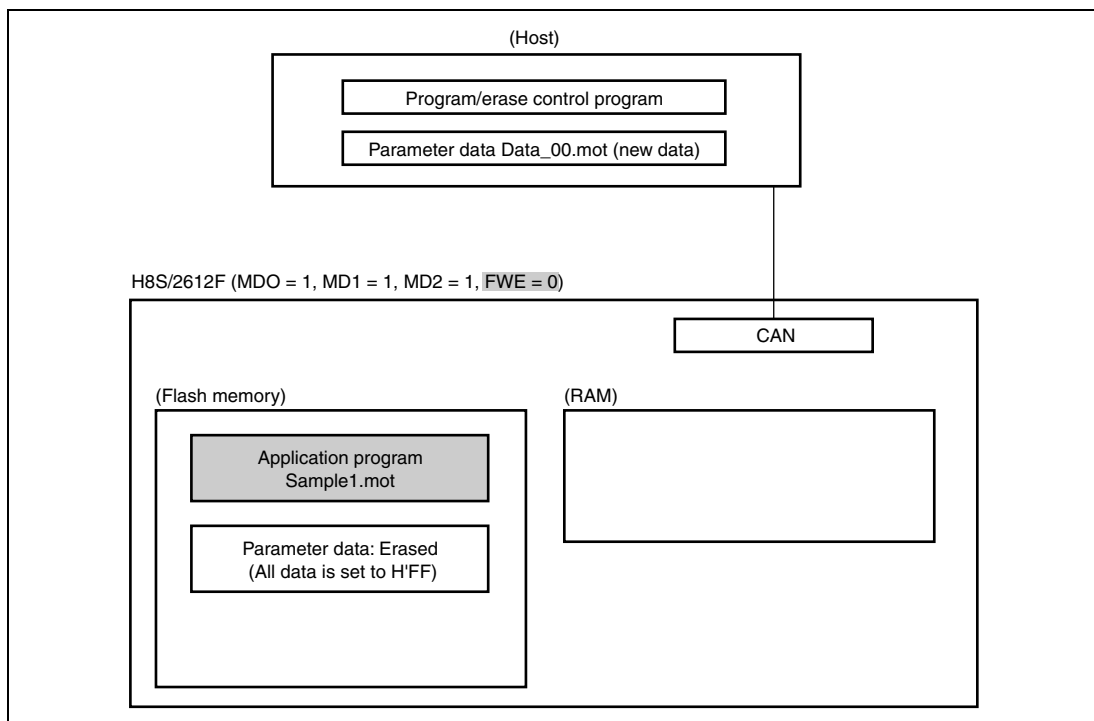 (Host)
Program/erase control program
Parameter data Data_00.mot (new data)
H8S/2612F (MDO = 1, MD1 = 1, MD2 = 1, FWE = 0)
CAN
(Flash memory)
(RAM)
Application program
Sample1.mot
Parameter data: Erased
(All data is set to H'FF)